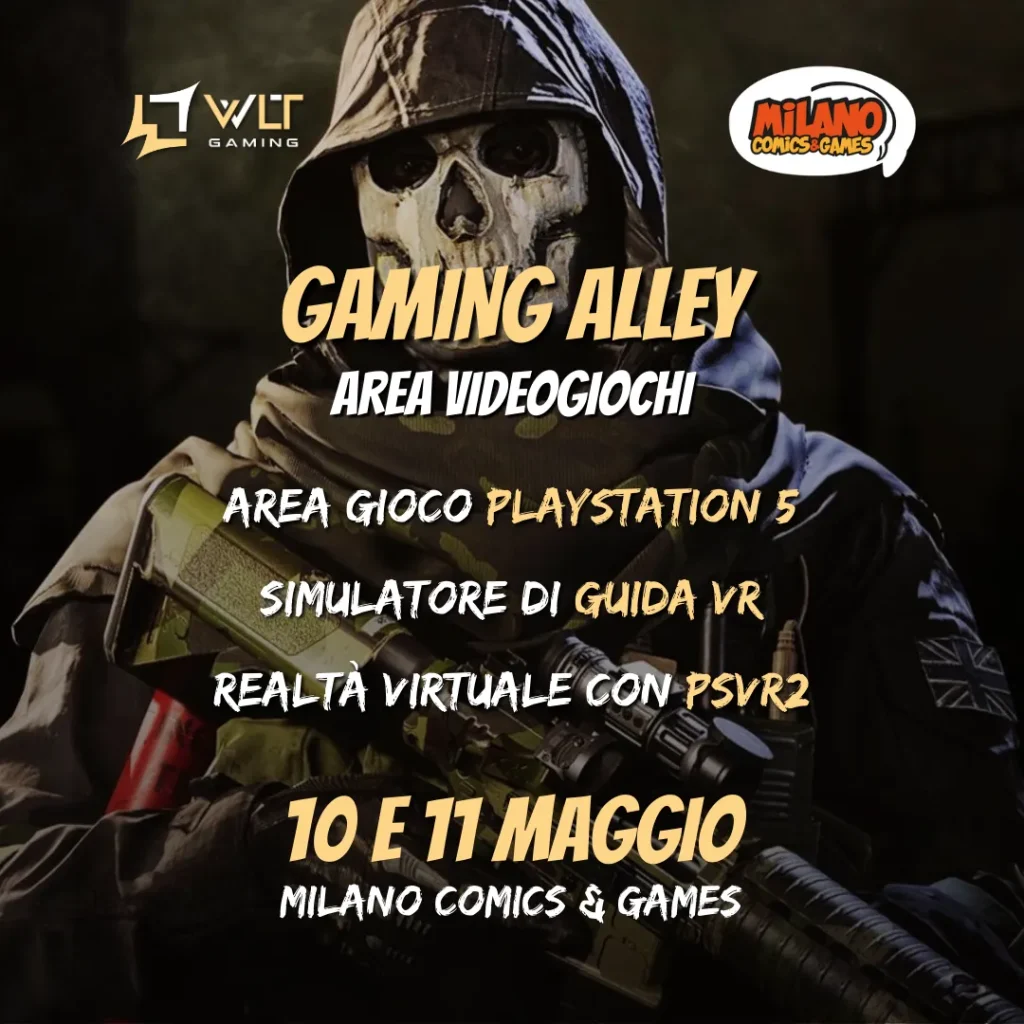 WLT
GAMING
MiLANO
COMICS&GAMES
GAMING ALLEY
AREA VIDEOGIOCHI
AREA GIOCO PLAYSTATION 5
SIMULATORE DI GUIDA VR
REALTÀ VIRTUALE CON PSVR2
10 E 11 MAGGIO
MILANO COMICS & GAMES